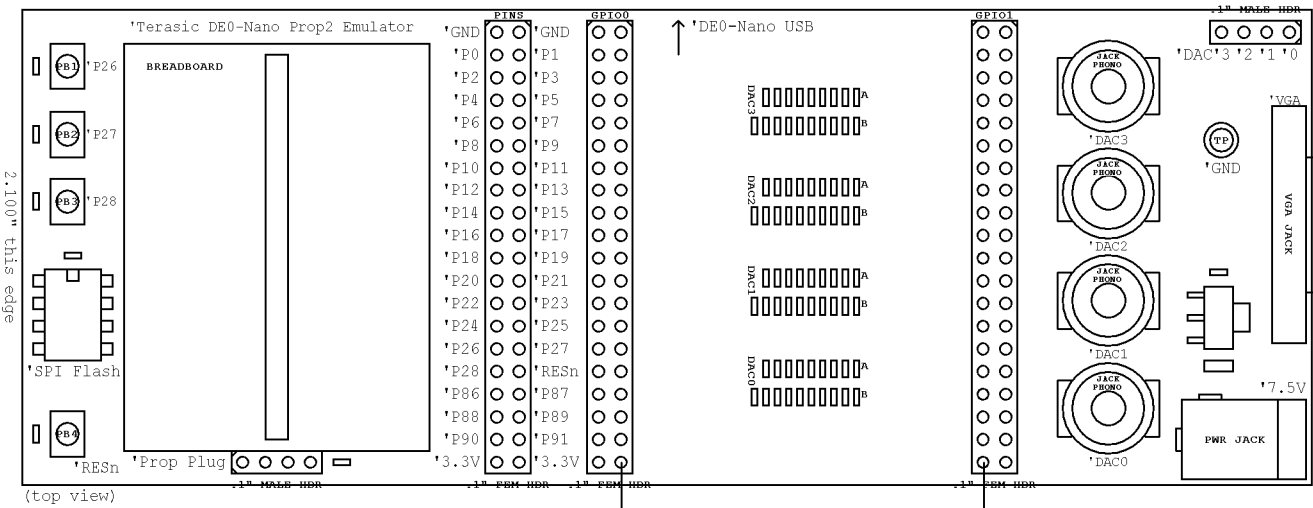 'Terasic DE0-Nano Prop2 Emulator
PINS
GPIO0
'DE0-Nano USB
GPIO1
.1" MALE HDR
'DAC'3 '2 '1 '0
PB1 'P26
PB2 'P27
PB3 'P28
2.100" this edge
'SPI Flash
PB4
'RESn
(top view)
BREADBOARD
'Prop Plug
.1" MALE HDR
'GND 'GND
'P0 'P1
'P2 'P3
'P4 'P5
'P6 'P7
'P8 'P9
'P10 'P11
'P12 'P13
'P14 'P15
'P16 'P17
'P18 'P19
'P20 'P21
'P22 'P23
'P24 'P25
'P26 'P27
'P28 'RESn
'P86 'P87
'P88 'P89
'P90 'P91
'3.3V '3.3V
.1" FEM HDR
.1" FEM HDR
DAC3 A
B
DAC2 A
B
DAC1 A
B
DAC0 A
B
.1" FEM HDR
JACK
PHONO
'DAC3
JACK
PHONO
'DAC2
JACK
PHONO
'DAC1
JACK
PHONO
'DAC0
TP
'GND
'VGA
VGA JACK
'7.5V
PWR JACK